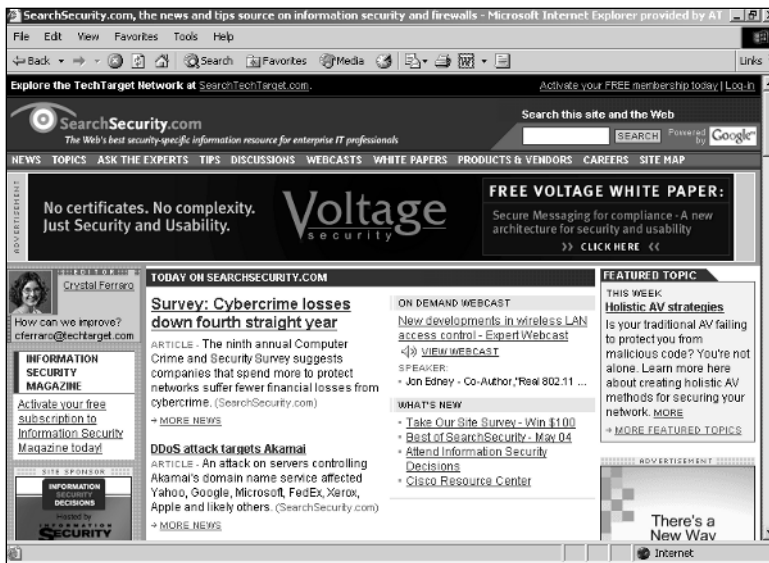 SearchSecurity.com, the news and tips source on information security and firewalls - Microsoft Internet Explorer provided by AT
File Edit View Favorites Tools Help
Back Search Favorites Media Links
Explore the TechTarget Network at SearchTechTarget.com. Activate your FREE membership today | Log-in
SearchSecurity.com
The Web's best security-specific information resource for enterprise IT professionals
Search this site and the Web
SEARCH Powered by Google
NEWS TOPICS ASK THE EXPERTS TIPS DISCUSSIONS WEBCASTS WHITE PAPERS PRODUCTS & VENDORS CAREERS SITE MAP
ADVERTISEMENT
No certificates. No complexity.
Just Security and Usability.
Voltage
security
FREE VOLTAGE WHITE PAPER:
Secure Messaging for compliance - A new
architecture for security and usability
>> CLICK HERE <<
EDITOR
Crystal Ferraro
How can we improve?
cferraro@techtarget.com
INFORMATION
SECURITY
MAGAZINE
Activate your free
subscription to
Information Security
Magazine today!
SITE SPONSOR
INFORMATION
SECURITY
DECISIONS
Hosted by
INFORMATION
SECURITY
TODAY ON SEARCHSECURITY.COM
Survey: Cybercrime losses
down fourth straight year
ARTICLE - The ninth annual Computer
Crime and Security Survey suggests
companies that spend more to protect
networks suffer fewer financial losses from
cybercrime. (SearchSecurity.com)
→ MORE NEWS
DDoS attack targets Akamai
ARTICLE - An attack on servers controlling
Akamai's domain name service affected
Yahoo, Google, Microsoft, FedEx, Xerox,
Apple and likely others. (SearchSecurity.com)
→ MORE NEWS
ON DEMAND WEBCAST
New developments in wireless LAN
access control - Expert Webcast
VIEW WEBCAST
SPEAKER:
• Jon Edney - Co-Author,"Real 802.11 ...
WHAT'S NEW
• Take Our Site Survey - Win $100
• Best of SearchSecurity - May 04
• Attend Information Security
Decisions
• Cisco Resource Center
FEATURED TOPIC
THIS WEEK
Holistic AV strategies
Is your traditional AV failing
to protect you from
malicious code? You're not
alone. Learn more here
about creating holistic AV
methods for securing your
network. MORE
→ MORE FEATURED TOPICS
ADVERTISEMENT
There's a
New Way
Internet